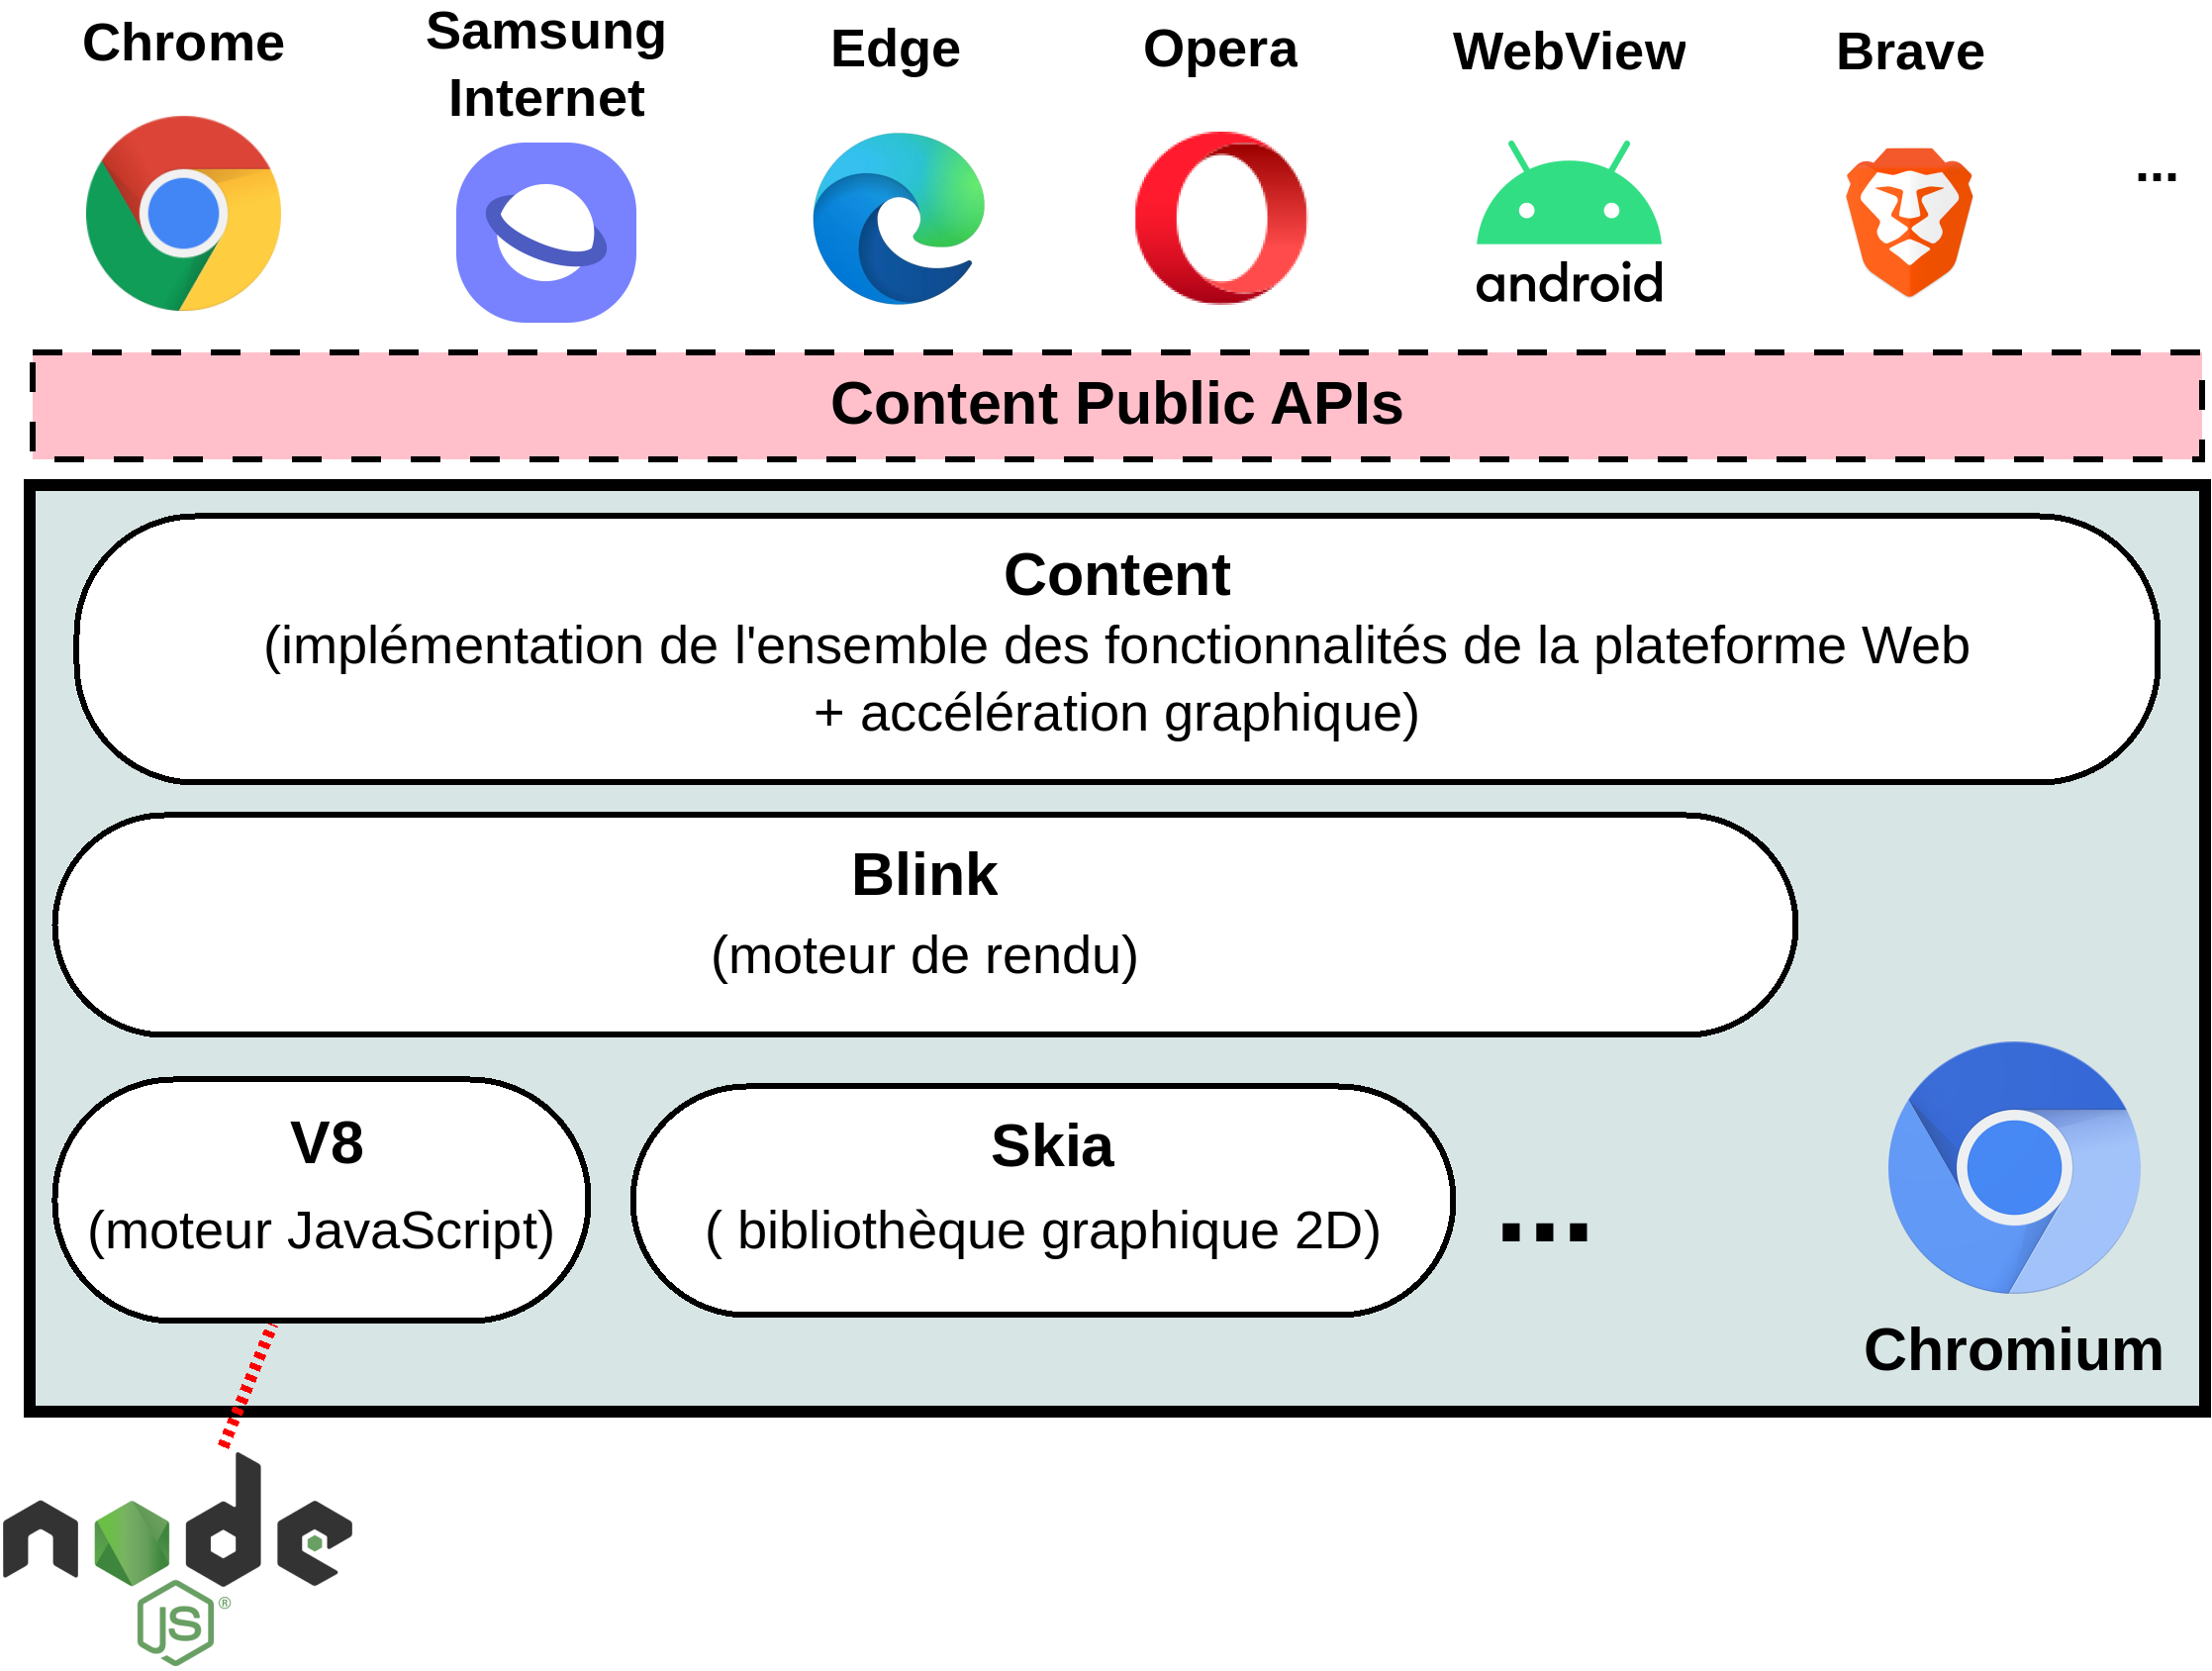 Chrome
Samsung
Internet
Edge
Opera
WebView
Brave
...
android
Content Public APIs
Content
(implémentation de l'ensemble des fonctionnalités de la plateforme Web
+ accélération graphique)
Blink
(moteur de rendu)
V8
(moteur JavaScript)
Skia
( bibliothèque graphique 2D)
...
Chromium
node
JS®